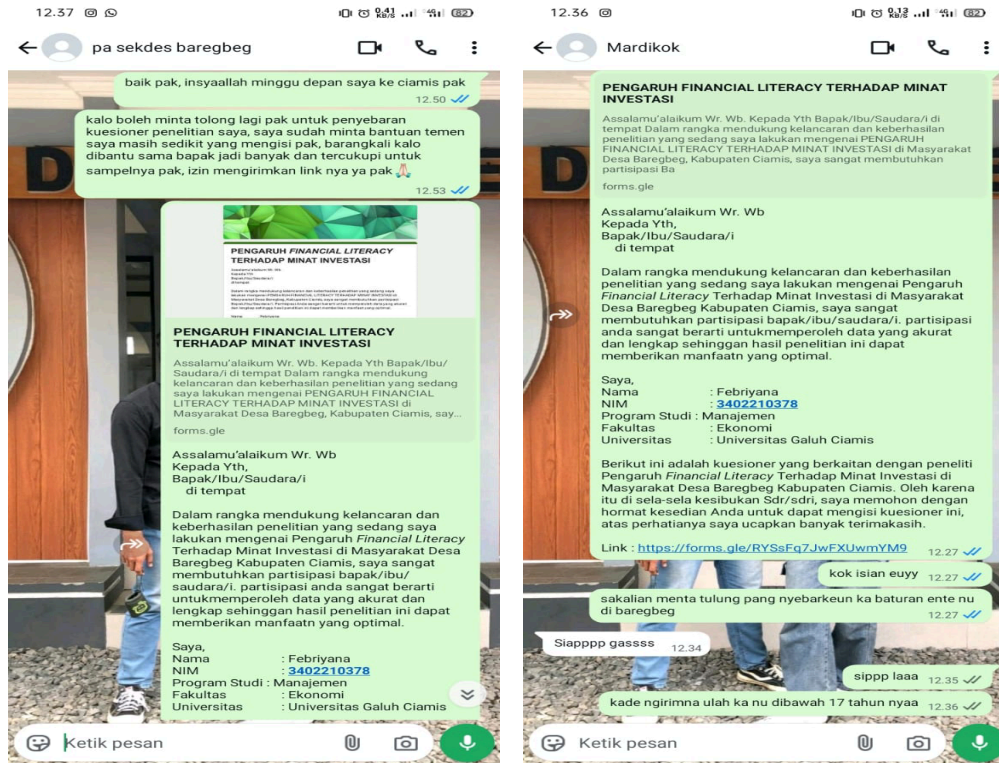 12.37
0.41 KB/S
4G
82
pa sekdes baregbeg
baik pak, insyaallah minggu depan saya ke ciamis pak
12.50
kalo boleh minta tolong lagi pak untuk penyebaran
kuesioner penelitian saya, saya sudah minta bantuan temen
saya masih sedikit yang mengisi pak, barangkali kalo
dibantu sama bapak jadi banyak dan tercukupi untuk
sampelnya pak, izin mengirimkan link nya ya pak🙏🏻
12.53
D
PENGARUH FINANCIAL LITERACY
TERHADAP MINAT INVESTASI
PENGARUH FINANCIAL LITERACY
TERHADAP MINAT INVESTASI
Assalamu'alaikum Wr. Wb. Kepada Yth Bapak/Ibu/
Saudara/i di tempat Dalam rangka mendukung
kelancaran dan keberhasilan penelitian yang sedang
saya lakukan mengenai PENGARUH FINANCIAL
LITERACY TERHADAP MINAT INVESTASI di
Masyarakat Desa Baregbeg, Kabupaten Ciamis, say...
forms.gle
Assalamu'alaikum Wr. Wb
Kepada Yth,
Bapak/Ibu/Saudara/i
di tempat
Dalam rangka mendukung kelancaran dan
keberhasilan penelitian yang sedang saya
lakukan mengenai Pengaruh Financial Literacy
Terhadap Minat Investasi di Masyarakat Desa
Baregbeg Kabupaten Ciamis, saya sangat
membutuhkan partisipasi bapak/ibu/
saudara/i. partisipasi anda sangat berarti
untukmemperoleh data yang akurat dan
lengkap sehinggan hasil penelitian ini dapat
memberikan manfaatn yang optimal.
Saya,
Nama : Febriyana
NIM : 3402210378
Program Studi : Manajemen
Fakultas : Ekonomi
Universitas : Universitas Galuh Ciamis
Ketik pesan
12.36
0.13 KB/S
4G
82
Mardikok
D
PENGARUH FINANCIAL LITERACY TERHADAP MINAT
INVESTASI
Assalamu'alaikum Wr. Wb. Kepada Yth Bapak/Ibu/Saudara/i di
tempat Dalam rangka mendukung kelancaran dan keberhasilan
penelitian yang sedang saya lakukan mengenai PENGARUH
FINANCIAL LITERACY TERHADAP MINAT INVESTASI di Masyarakat
Desa Baregbeg, Kabupaten Ciamis, saya sangat membutuhkan
partisipasi Ba
forms.gle
Assalamu'alaikum Wr. Wb
Kepada Yth,
Bapak/Ibu/Saudara/i
di tempat
Dalam rangka mendukung kelancaran dan keberhasilan
penelitian yang sedang saya lakukan mengenai Pengaruh
Financial Literacy Terhadap Minat Investasi di Masyarakat
Desa Baregbeg Kabupaten Ciamis, saya sangat
membutuhkan partisipasi bapak/ibu/saudara/i. partisipasi
anda sangat berarti untukmemperoleh data yang akurat
dan lengkap sehinggan hasil penelitian ini dapat
memberikan manfaatn yang optimal.
Saya,
Nama : Febriyana
NIM : 3402210378
Program Studi : Manajemen
Fakultas : Ekonomi
Universitas : Universitas Galuh Ciamis
Berikut ini adalah kuesioner yang berkaitan dengan peneliti
Pengaruh Financial Literacy Terhadap Minat Investasi di
Masyarakat Desa Baregbeg Kabupaten Ciamis. Oleh karena
itu di sela-sela kesibukan Sdr/sdri, saya memohon dengan
hormat kesedian Anda untuk dapat mengisi kuesioner ini,
atas perhatianya saya ucapkan banyak terimakasih.
Link : https://forms.gle/RYSsFq7JwFXUwmYM9
12.27
kok isian euyy 12.27
sakalian menta tulung pang nyebarkeun ka baturan ente nu
di baregbeg
12.27
Siapppp gassss 12.34
sippp laaa 12.35
kade ngirimna ulah ka nu dibawah 17 tahun nyaa 12.36
Ketik pesan